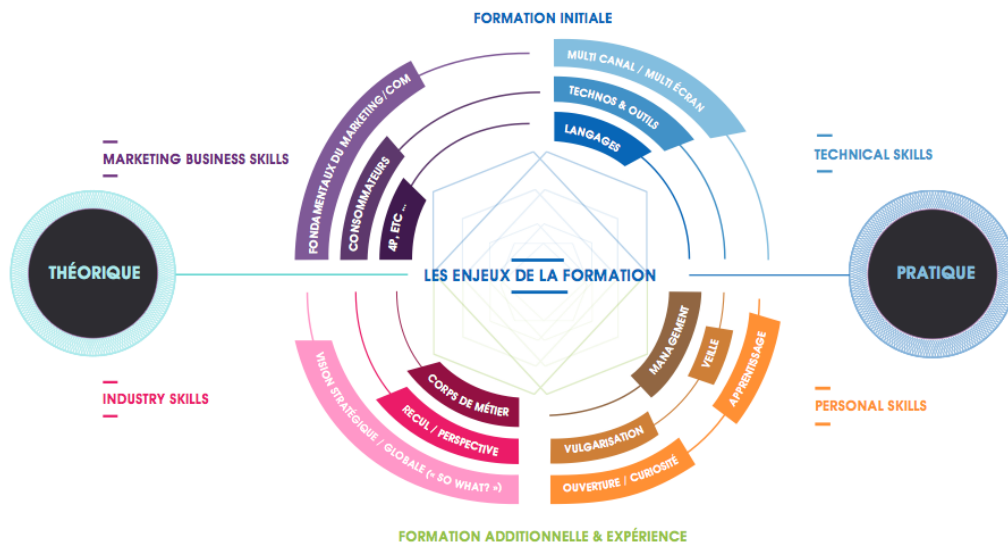 FORMATION INITIALE
MULTI CANAL / MULTI ÉCRAN
TECHNOS & OUTILS
LANGAGES
FONDAMENTAUX DU MARKETING/COM
CONSOMMATEURS
4P, ETC ...
MARKETING BUSINESS SKILLS
TECHNICAL SKILLS
THÉORIQUE
LES ENJEUX DE LA FORMATION
PRATIQUE
INDUSTRY SKILLS
VISION STRATÉGIQUE / GLOBALE (« SO WHAT? »)
RECUL / PERSPECTIVE
CORPS DE MÉTIER
MANAGEMENT
VEILLE
APPRENTISSAGE
VULGARISATION
OUVERTURE / CURIOSITÉ
PERSONAL SKILLS
FORMATION ADDITIONNELLE & EXPÉRIENCE